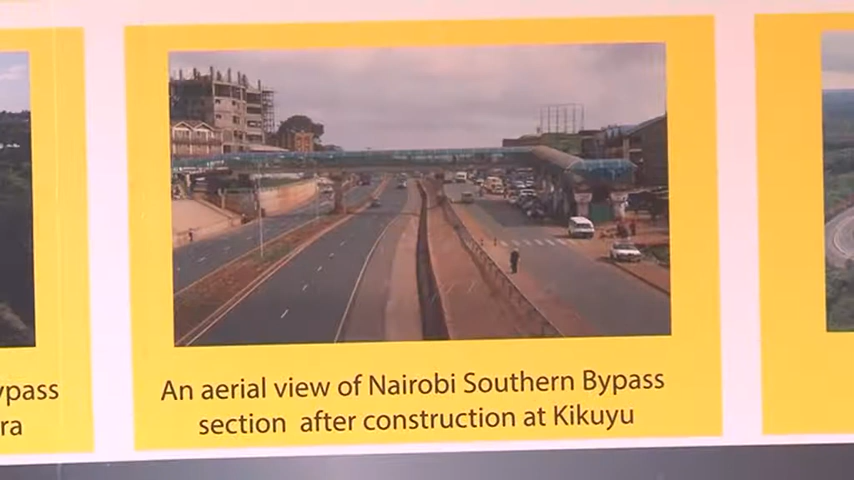 An aerial view of Nairobi Southern Bypass
section after construction at Kikuyu
ypass
ra